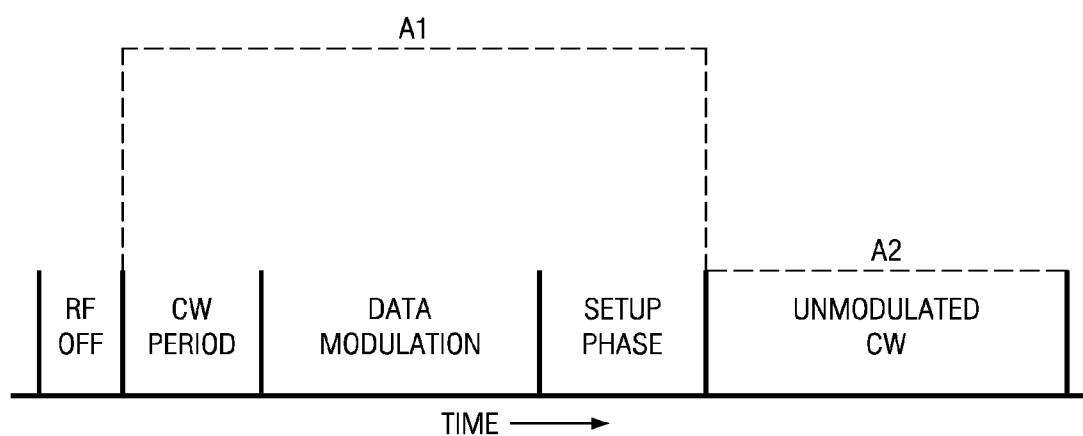 A1
A2
RF
OFF
CW
PERIOD
DATA
MODULATION
SETUP
PHASE
UNMODULATED
CW
TIME